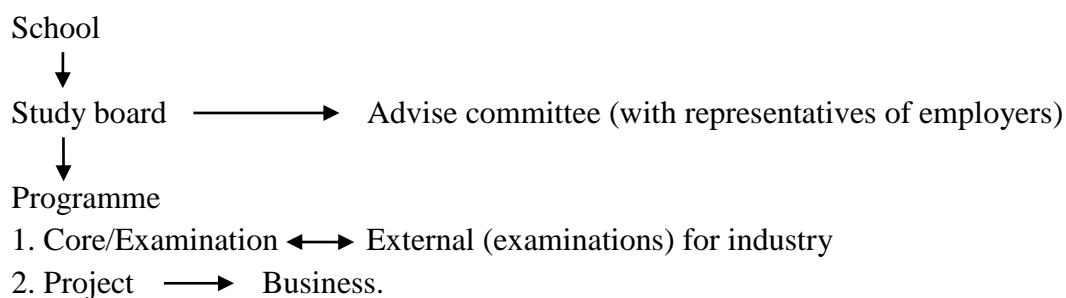 School
Study board Advise committee (with representatives of employers)
Programme
1. Core/Examination External (examinations) for industry
2. Project Business.